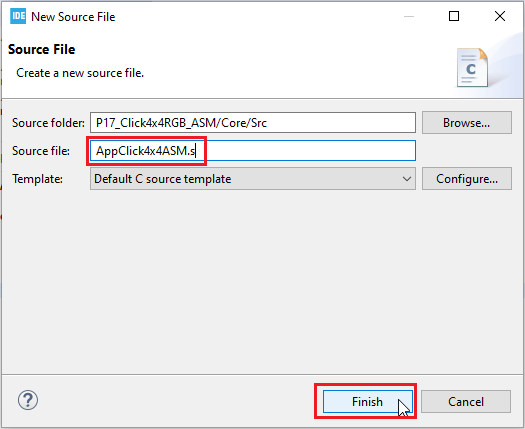 IDE New Source File
Source File
Create a new source file.
C
Source folder: P17_Click4x4RGB_ASM/Core/Src Browse...
Source file: AppClick4x4ASM.s
Template: Default C source template Configure...
? Finish Cancel